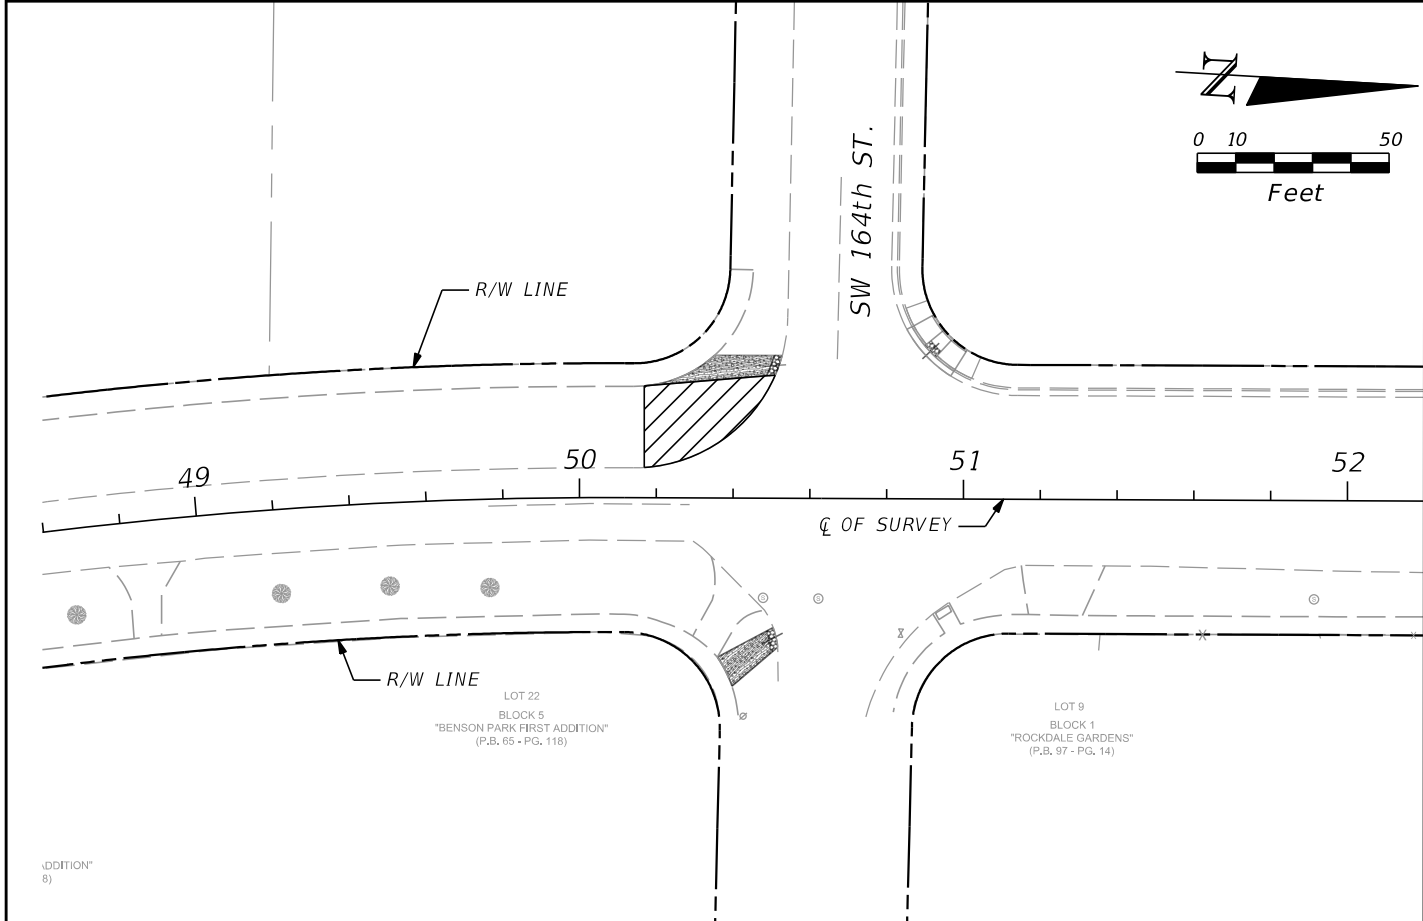 N
0 10 50
Feet
SW 164th ST.
R/W LINE
49
50
51
52
℄ OF SURVEY
S
S
S
R/W LINE
LOT 22
BLOCK 5
"BENSON PARK FIRST ADDITION"
(P.B. 65 - PG. 118)
LOT 9
BLOCK 1
"ROCKDALE GARDENS"
(P.B. 97 - PG. 14)
DDITION"
8)